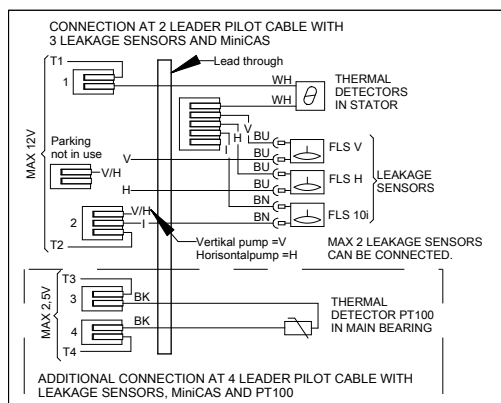 CONNECTION AT 2 LEADER PILOT CABLE WITH
3 LEAKAGE SENSORS AND MiniCAS
T1
Lead through
1
WH
WH
THERMAL
DETECTORS
IN STATOR
MAX 12V
Parking
not in use
V/H
V
H
I
V
H
BU
BU
BU
BU
BN
BN
FLS V
FLS H
FLS 10i
LEAKAGE
SENSORS
2
V/H
I
T2
Vertikal pump =V
Horisontalpump =H
MAX 2 LEAKAGE SENSORS
CAN BE CONNECTED.
MAX 2,5V
T3
3
BK
4
BK
T4
THERMAL
DETECTOR PT100
IN MAIN BEARING
ADDITIONAL CONNECTION AT 4 LEADER PILOT CABLE WITH
LEAKAGE SENSORS, MiniCAS AND PT100